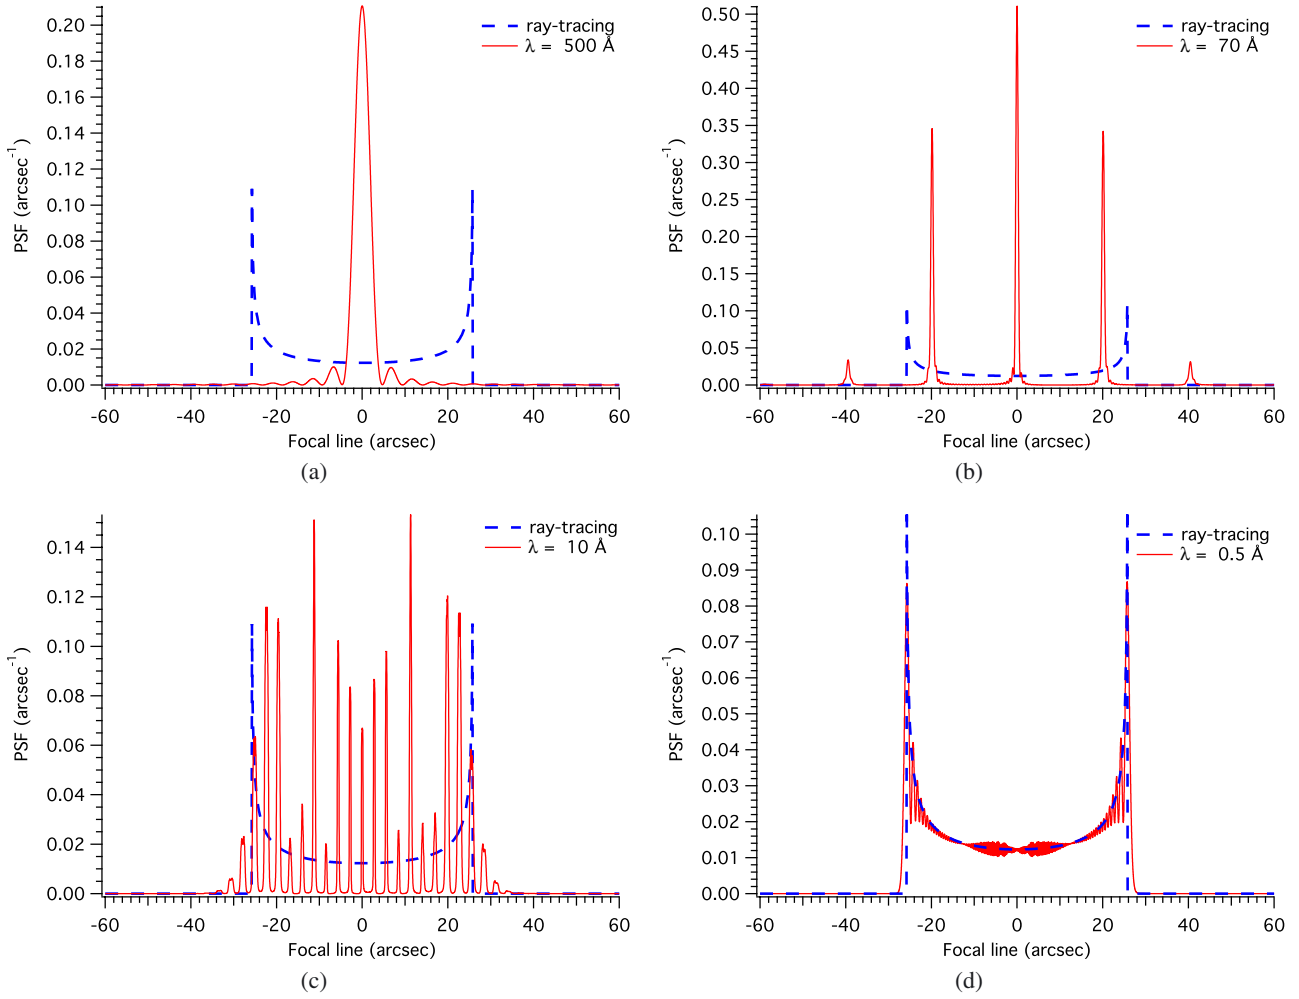 0.20
0.18
0.16
0.14
0.12
0.10
0.08
0.06
0.04
0.02
0.00
PSF (arcsec⁻¹)
ray-tracing
λ = 500 Å
-60 -40 -20 0 20 40 60
Focal line (arcsec)
(a)
0.50
0.45
0.40
0.35
0.30
0.25
0.20
0.15
0.10
0.05
0.00
PSF (arcsec⁻¹)
ray-tracing
λ = 70 Å
-60 -40 -20 0 20 40 60
Focal line (arcsec)
(b)
0.14
0.12
0.10
0.08
0.06
0.04
0.02
0.00
PSF (arcsec⁻¹)
ray-tracing
λ = 10 Å
-60 -40 -20 0 20 40 60
Focal line (arcsec)
(c)
0.10
0.09
0.08
0.07
0.06
0.05
0.04
0.03
0.02
0.01
0.00
PSF (arcsec⁻¹)
ray-tracing
λ = 0.5 Å
-60 -40 -20 0 20 40 60
Focal line (arcsec)
(d)